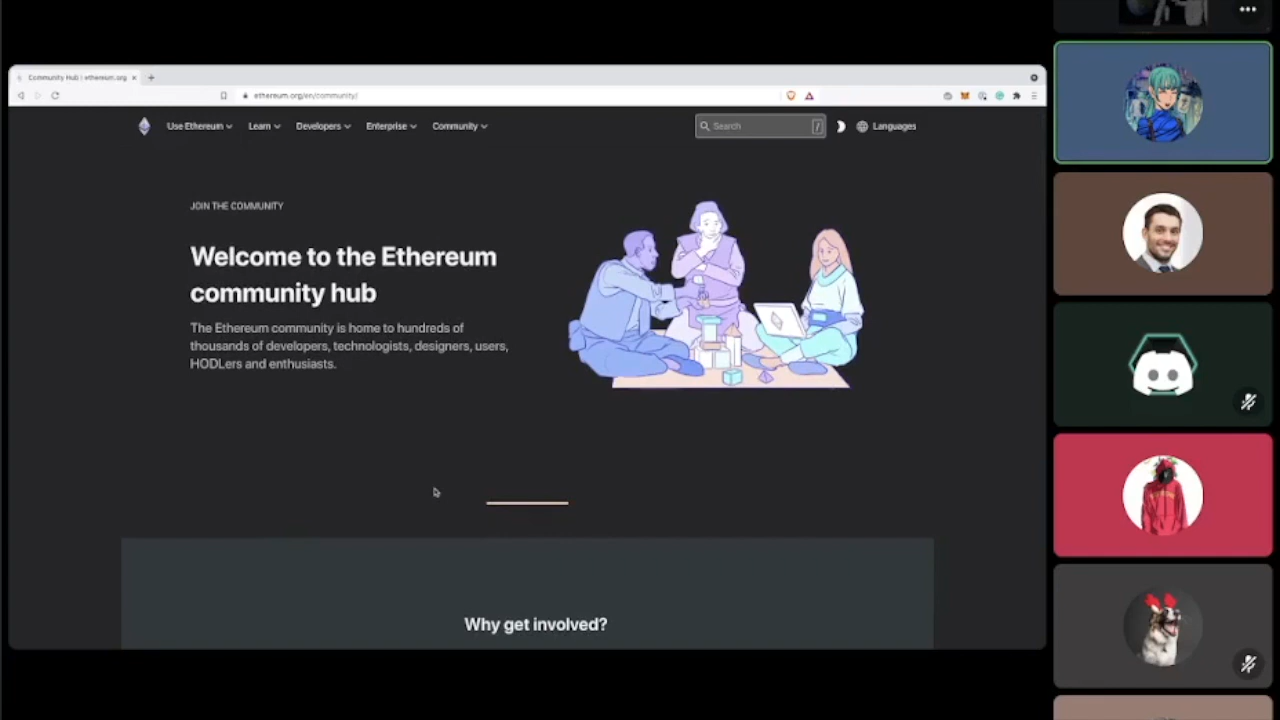 Community Hub | ethereum.org
ethereum.org/en/community/
Use Ethereum Learn Developers Enterprise Community Search / Languages
JOIN THE COMMUNITY
Welcome to the Ethereum
community hub
The Ethereum community is home to hundreds of
thousands of developers, technologists, designers, users,
HODLers and enthusiasts.
Why get involved?